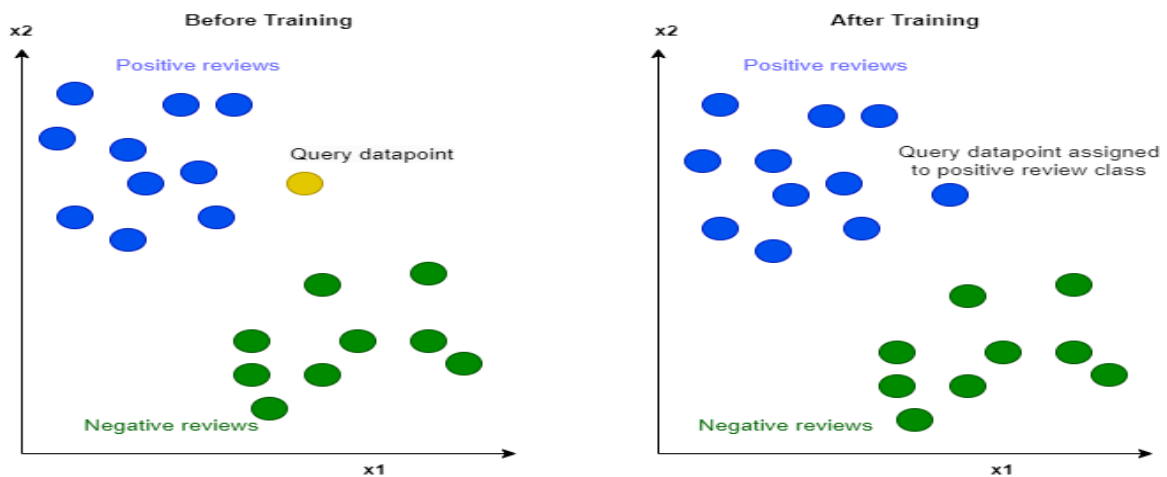 Before Training
x2
Positive reviews
Query datapoint
Negative reviews
x1
After Training
x2
Positive reviews
Query datapoint assigned
to positive review class
Negative reviews
x1